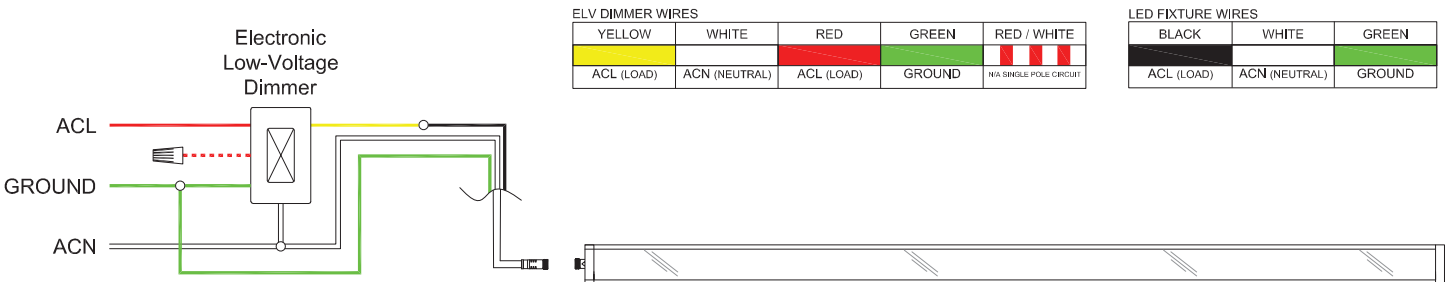 ELV DIMMER WIRES
YELLOW WHITE RED GREEN RED / WHITE
ACL (LOAD) ACN (NEUTRAL) ACL (LOAD) GROUND N/A SINGLE POLE CIRCUIT
LED FIXTURE WIRES
BLACK WHITE GREEN
ACL (LOAD) ACN (NEUTRAL) GROUND
Electronic
Low-Voltage
Dimmer
ACL
GROUND
ACN